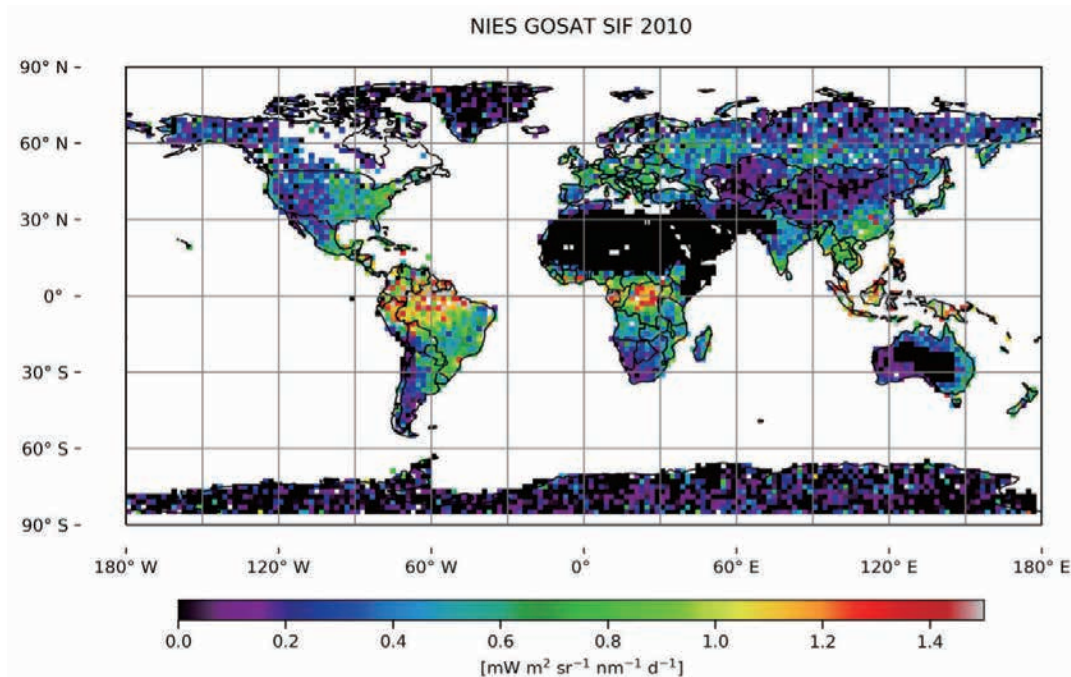 NIES GOSAT SIF 2010
90° N
60° N
30° N
0°
30° S
60° S
90° S
180° W 120° W 60° W 0° 60° E 120° E 180° E
0.0 0.2 0.4 0.6 0.8 1.0 1.2 1.4
[mW m² sr⁻¹ nm⁻¹ d⁻¹]